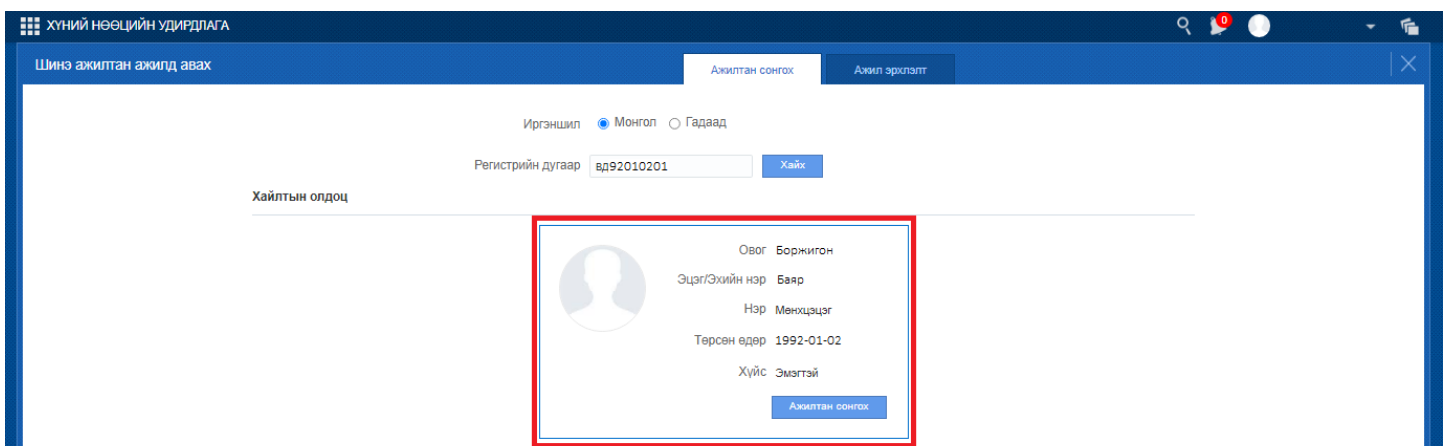 ХҮНИЙ НӨӨЦИЙН УДИРДЛАГА 0
Шинэ ажилтан ажилд авах Ажилтан сонгох Ажил эрхлэлт
Иргэншил Монгол Гадаад
Регистрийн дугаар вд92010201 Хайх
Хайлтын олдоц
Овог Боржигон
Эцэг/Эхийн нэр Баяр
Нэр Мөнхцэцэг
Төрсөн өдөр 1992-01-02
Хүйс Эмэгтэй
Ажилтан сонгох